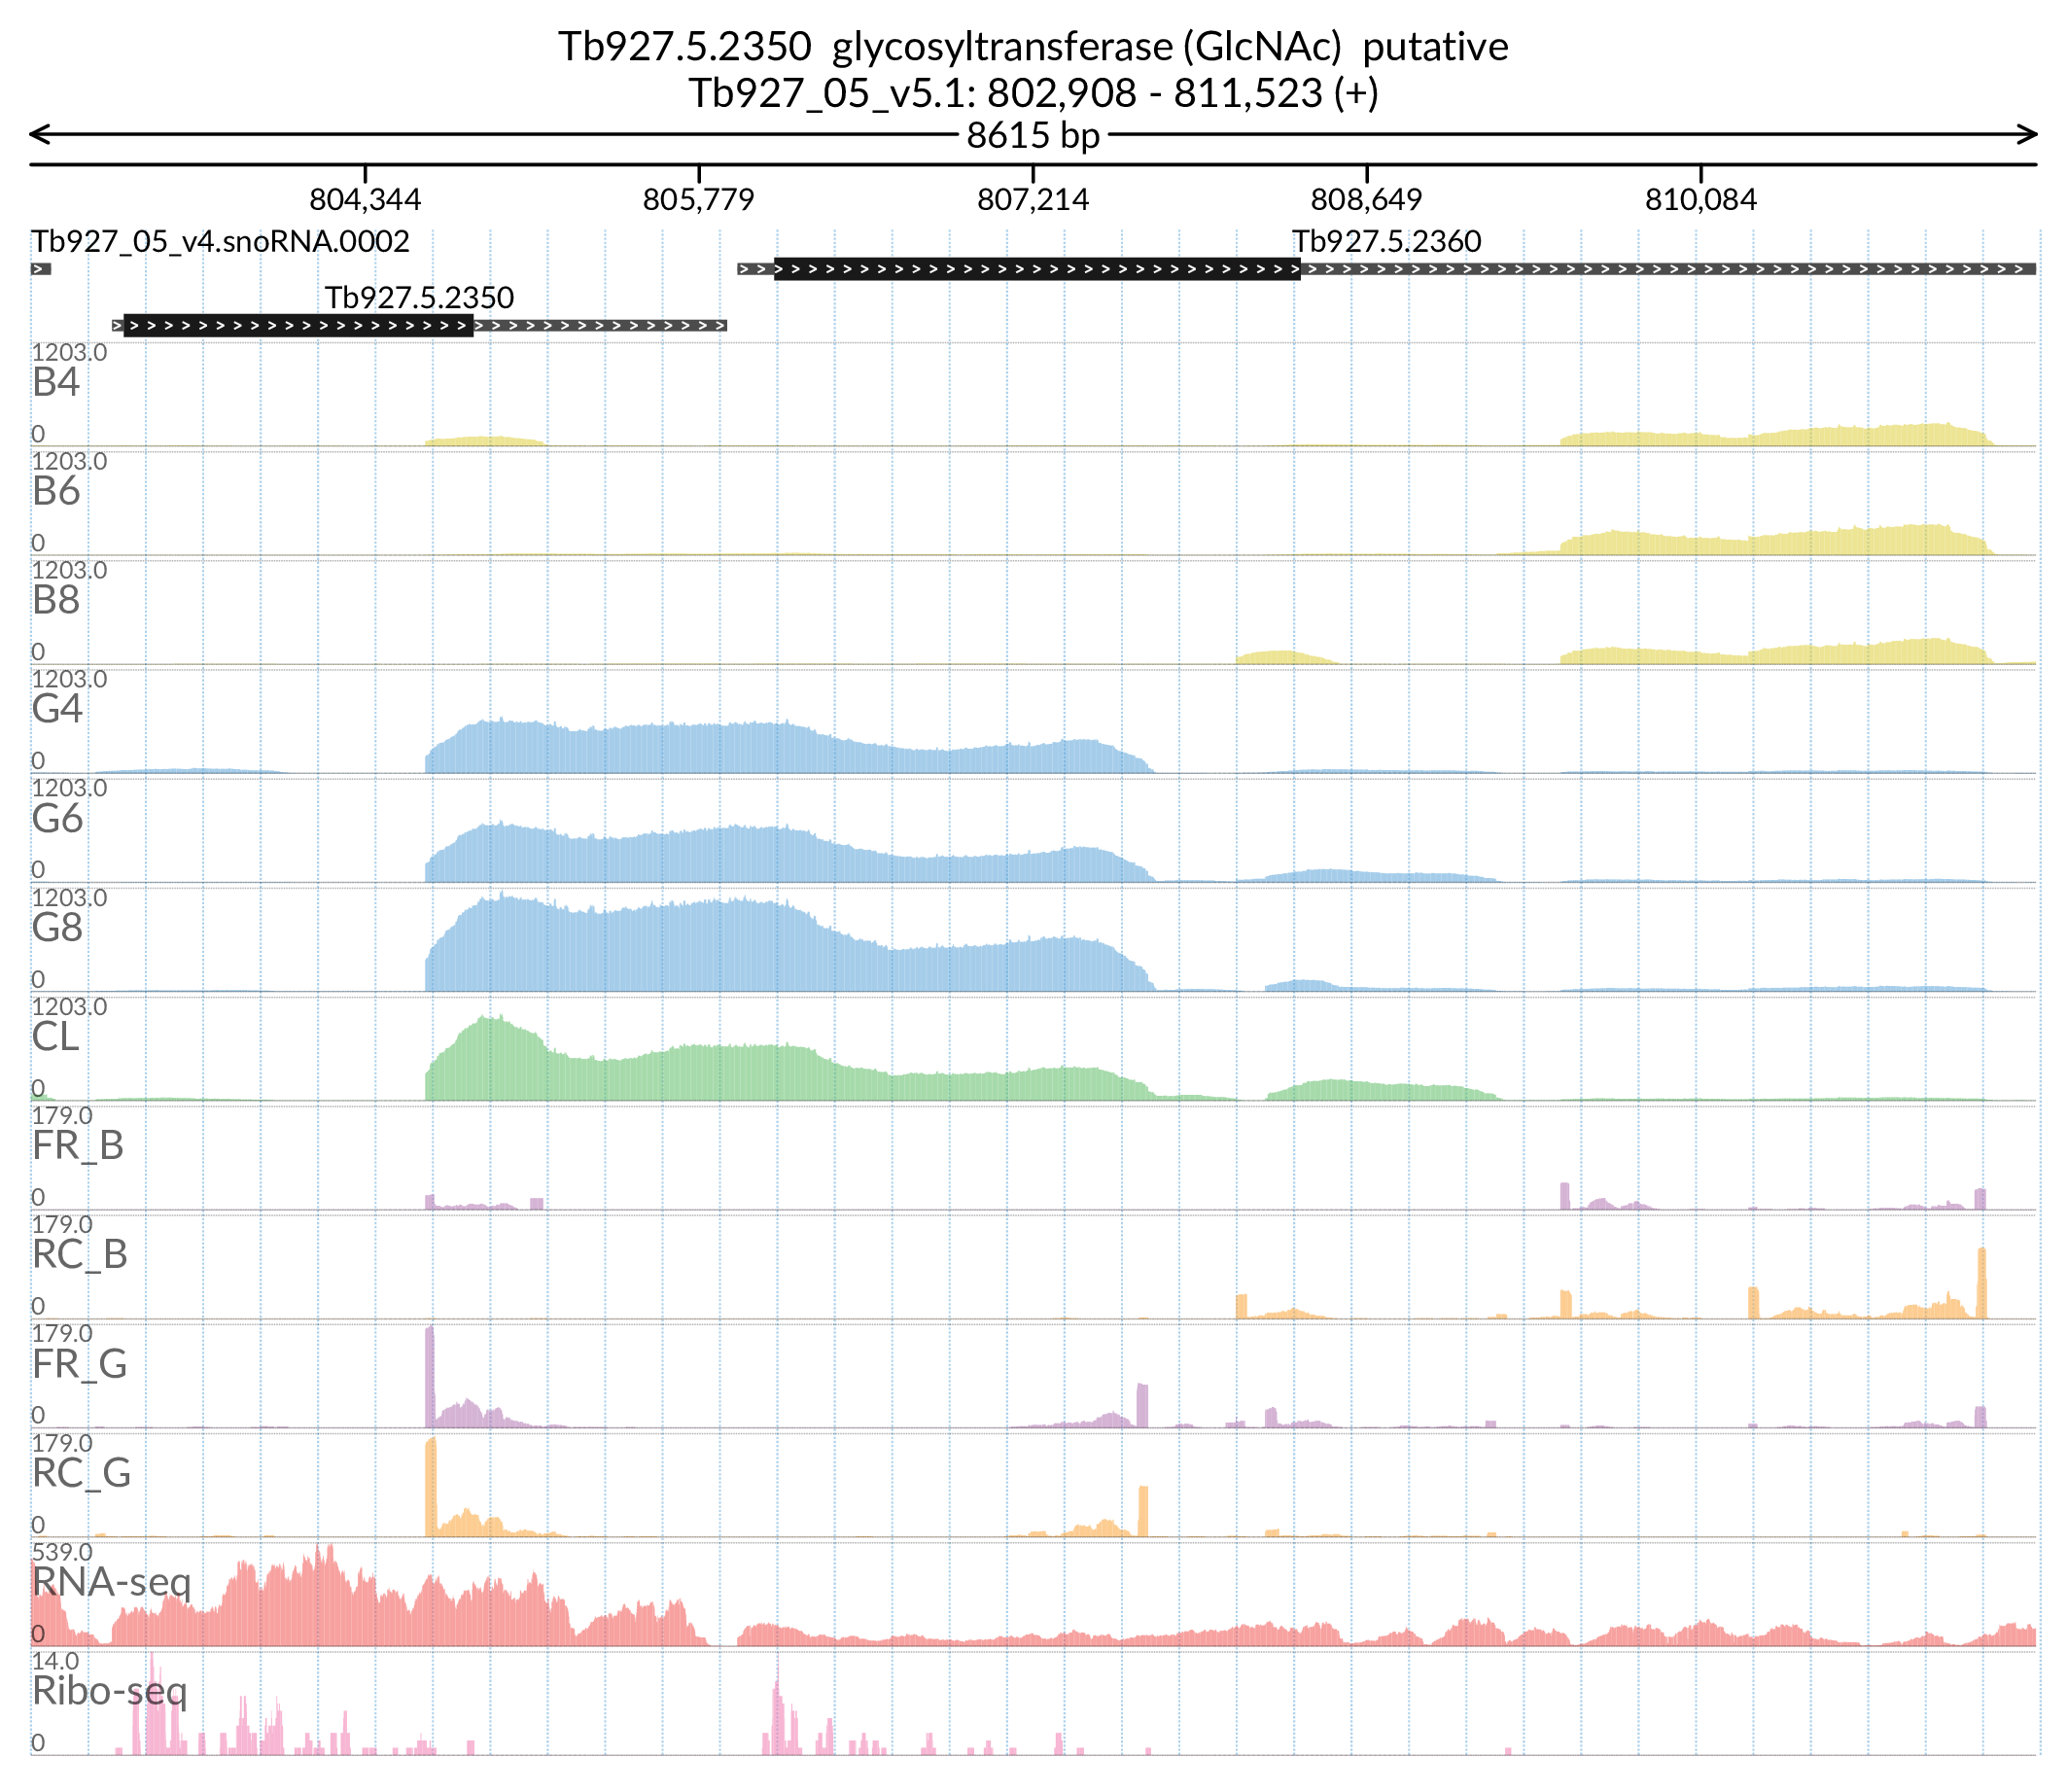 Tb927.5.2350 glycosyltransferase (GlcNAc) putative
Tb927_05_v5.1: 802,908 - 811,523 (+)
8615 bp
804,344 805,779 807,214 808,649 810,084
Tb927_05_v4.snoRNA.0002 Tb927.5.2360
Tb927.5.2350
1203.0
B4
0
1203.0
B6
0
1203.0
B8
0
1203.0
G4
0
1203.0
G6
0
1203.0
G8
0
1203.0
CL
0
179.0
FR_B
0
179.0
RC_B
0
179.0
FR_G
0
179.0
RC_G
0
539.0
RNA-seq
0
14.0
Ribo-seq
0